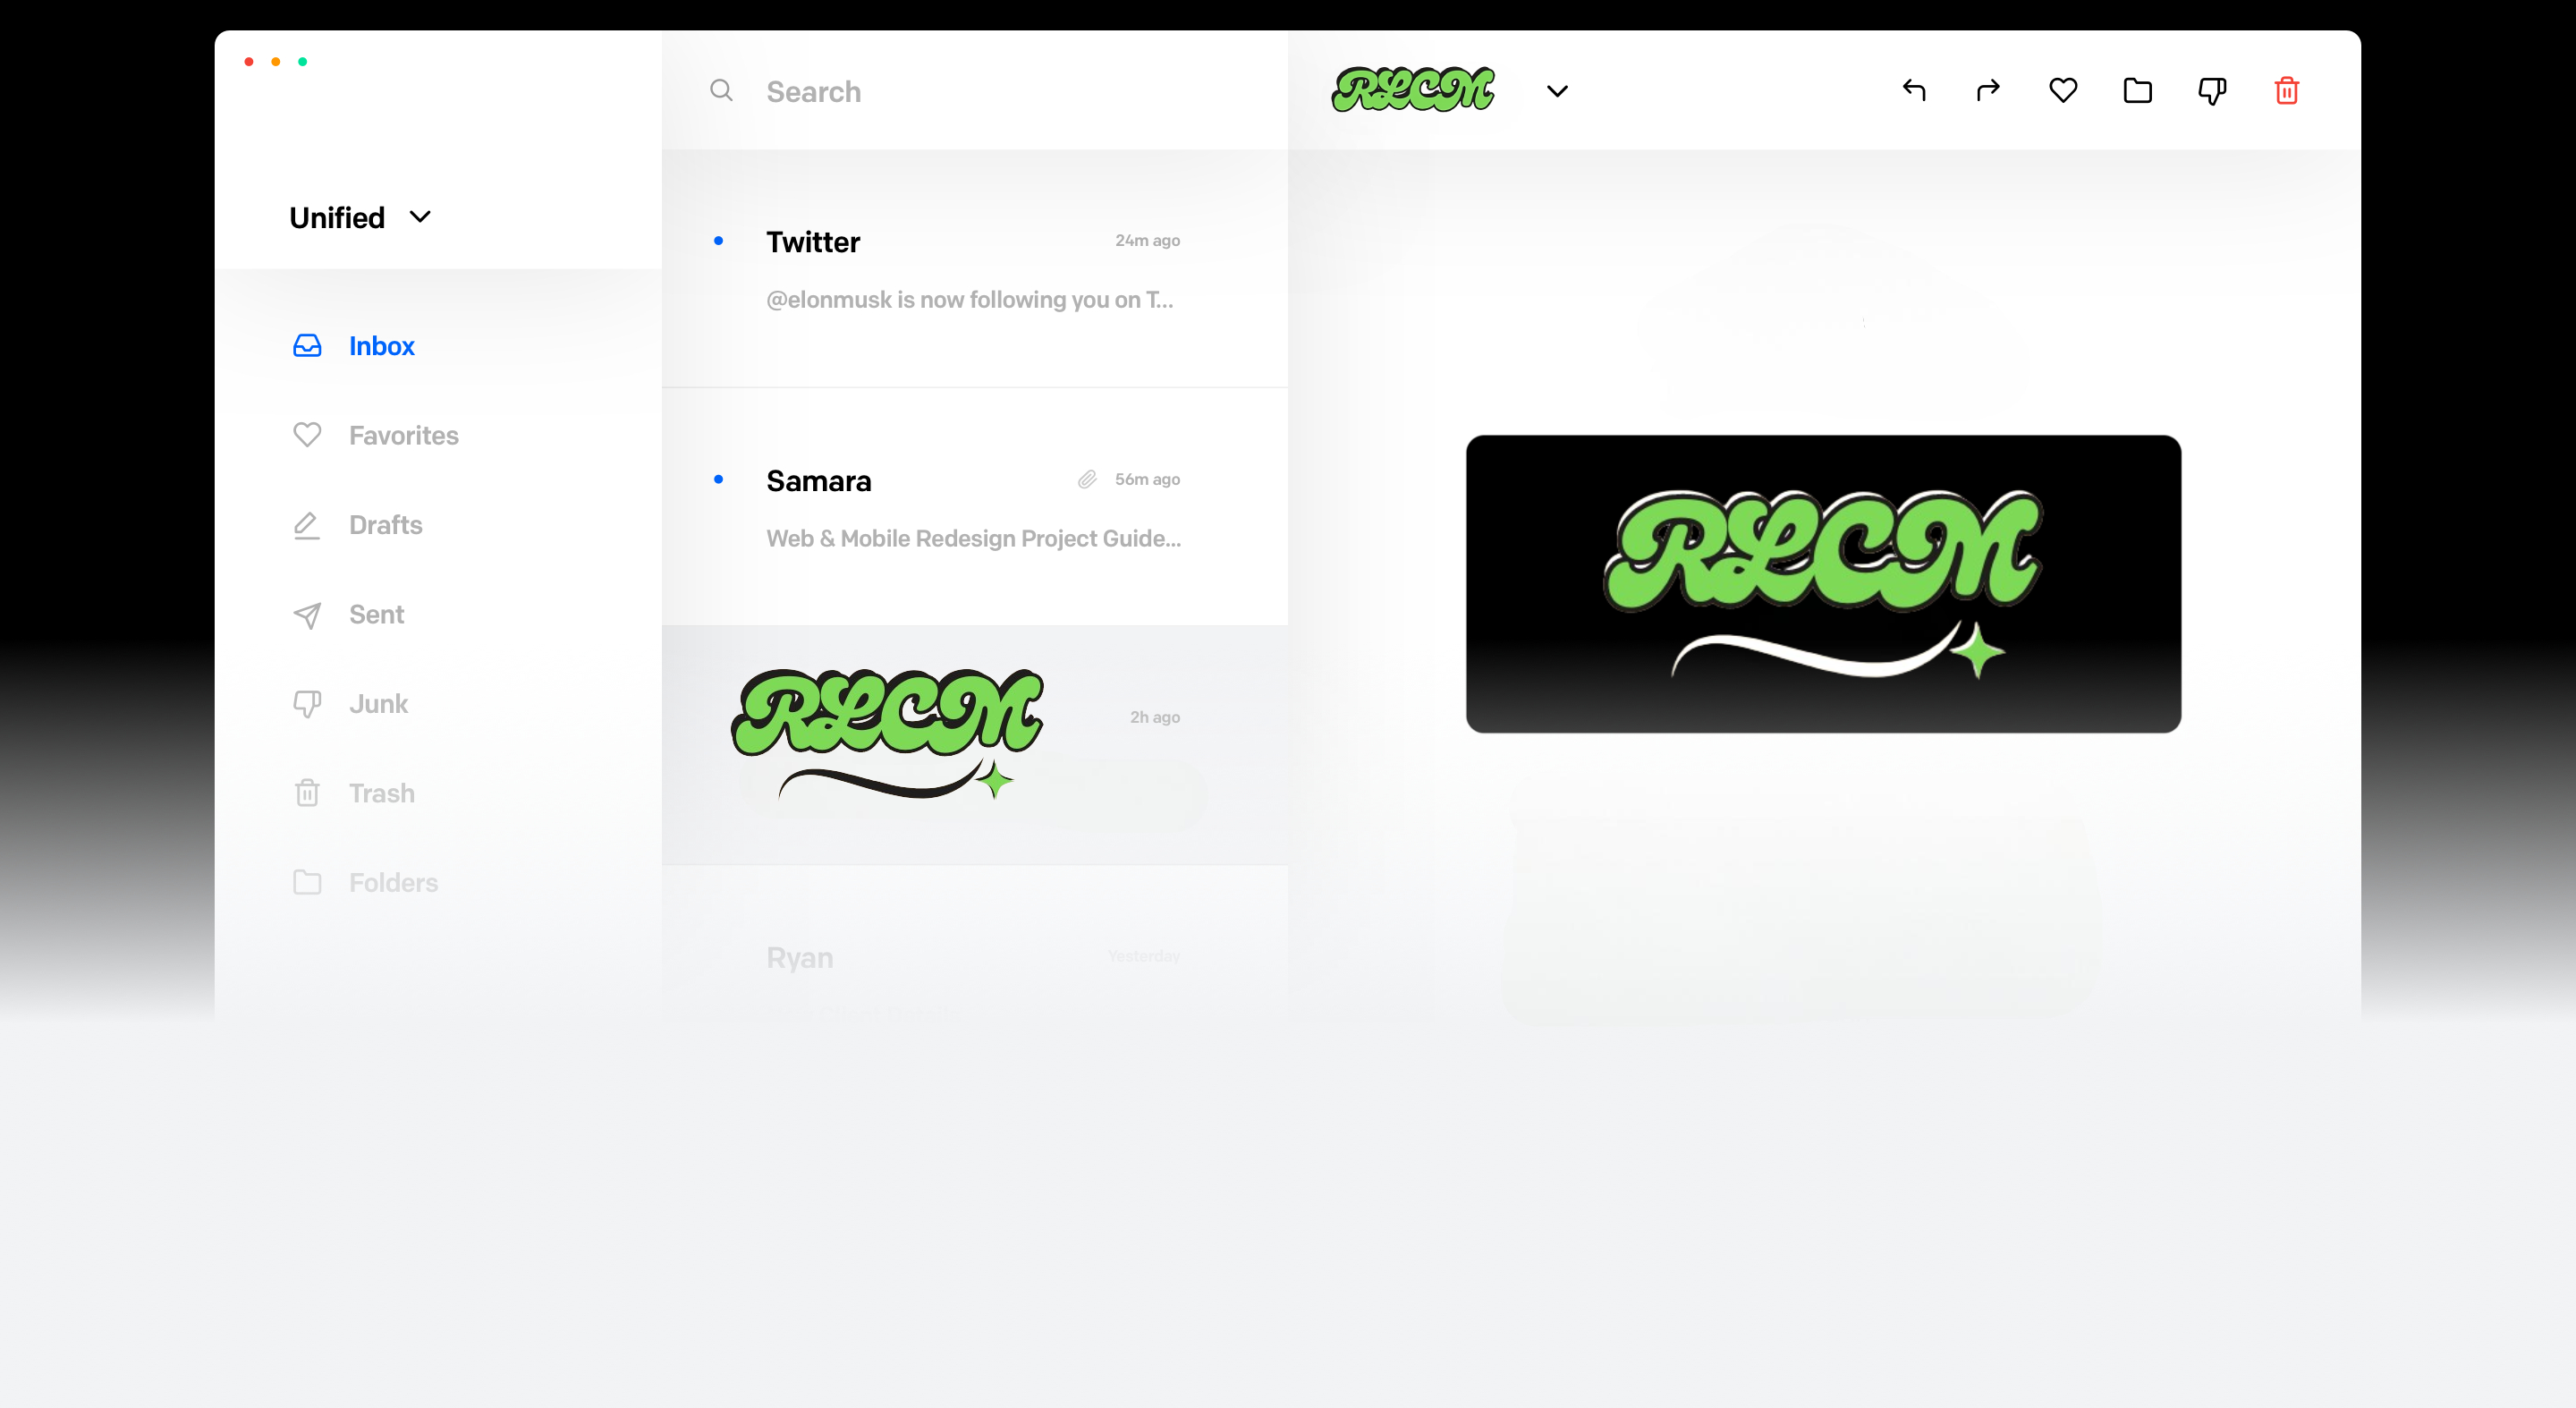 Unified
Inbox
Favorites
Drafts
Sent
Junk
Trash
Folders
Search
Twitter
24m ago
@elonmusk is now following you on T...
Samara
56m ago
Web & Mobile Redesign Project Guide...
RLCM
2h ago
Ryan
Yesterday
RLCM
RLCM